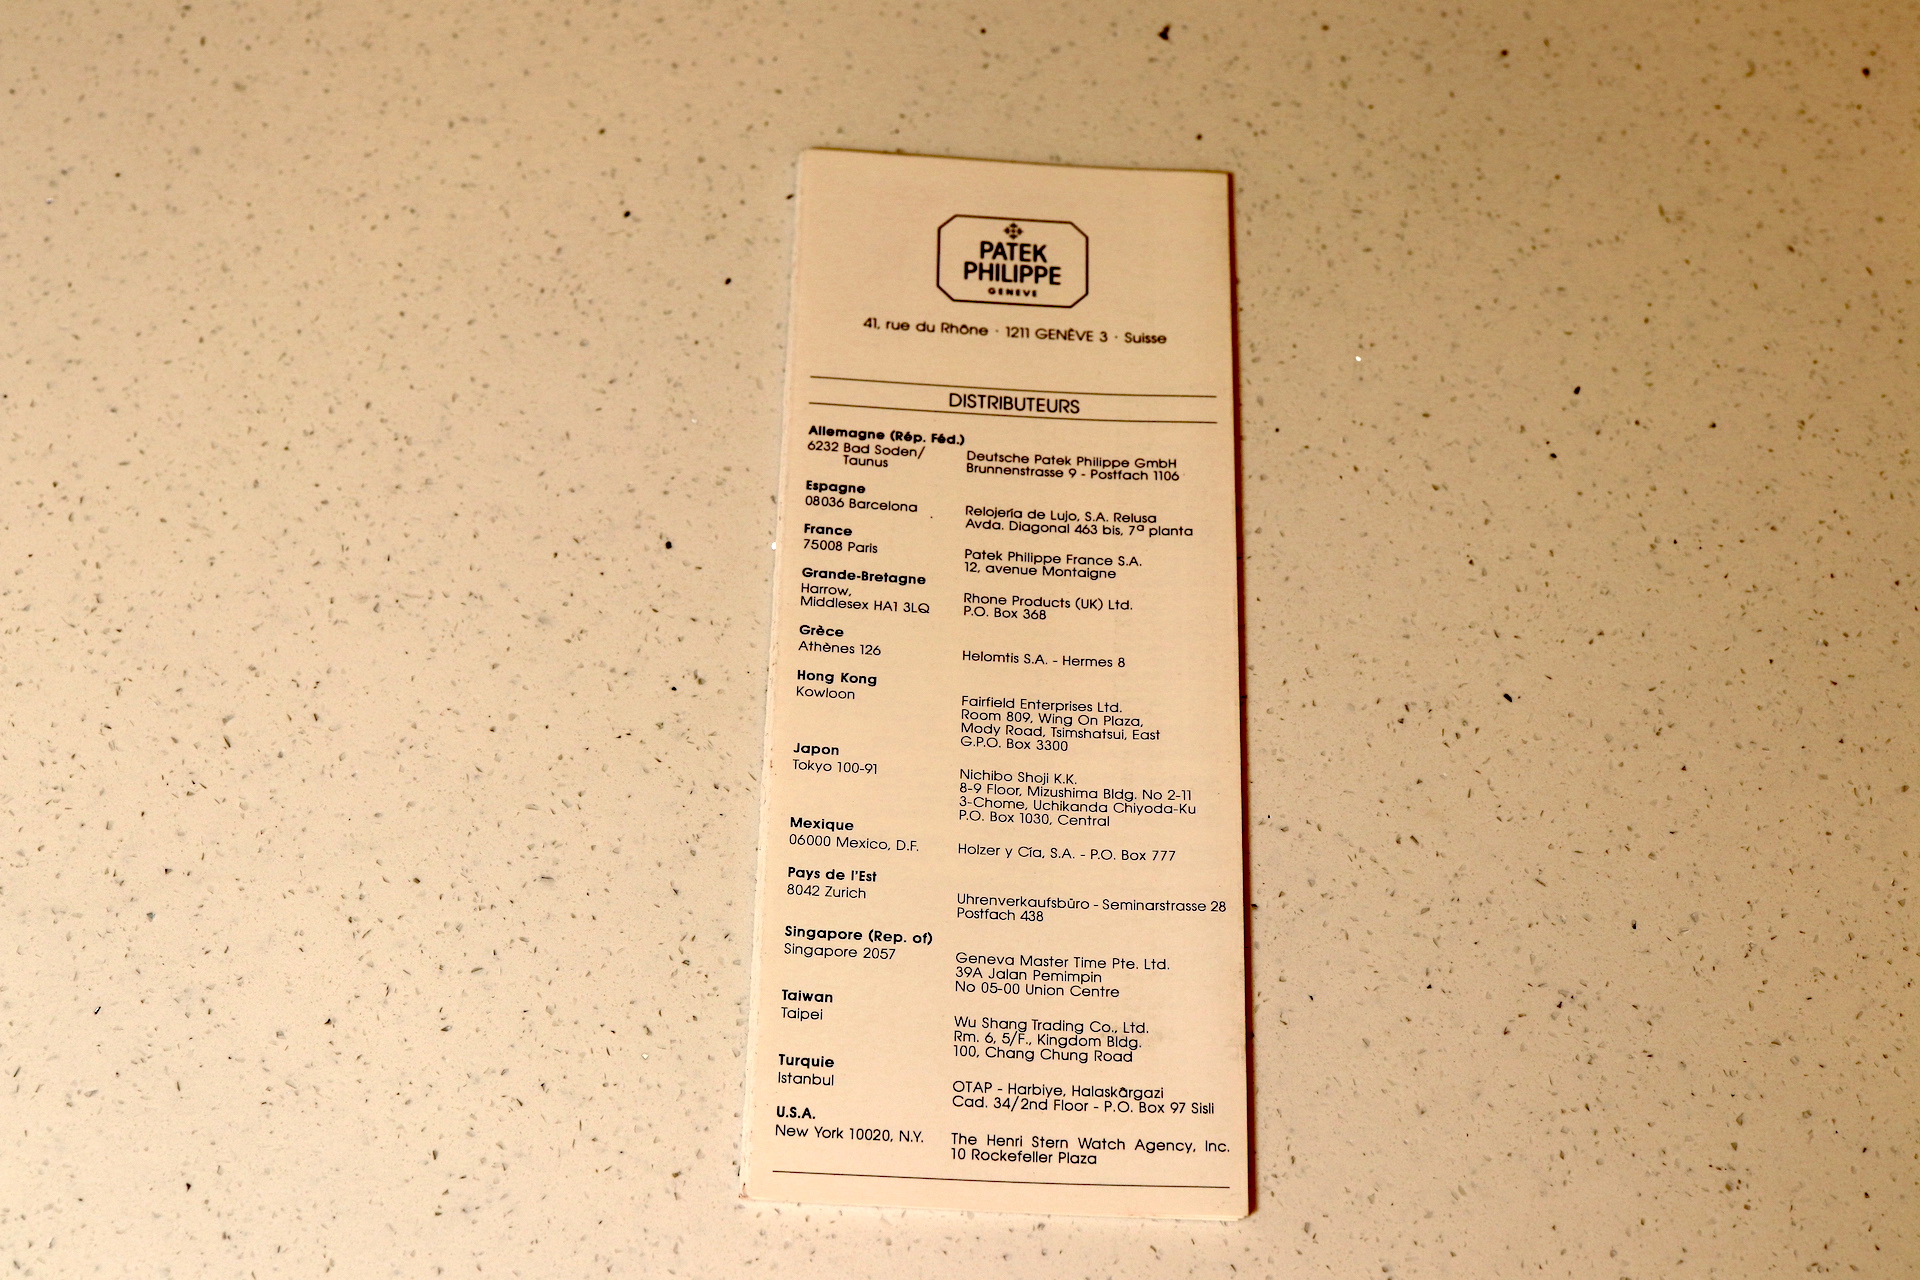 PATEK
PHILIPPE
GENEVE
41, rue du Rhône · 1211 GENÈVE 3 · Suisse
DISTRIBUTEURS
Allemagne (Rép. Féd.)
6232 Bad Soden/
Taunus
Deutsche Patek Philippe GmbH
Brunnenstrasse 9 - Postfach 1106
Espagne
08036 Barcelona
Relojería de Lujo, S.A. Relusa
Avda. Diagonal 463 bis, 7ª planta
France
75008 Paris
Patek Philippe France S.A.
12, avenue Montaigne
Grande-Bretagne
Harrow,
Middlesex HA1 3LQ
Rhone Products (UK) Ltd.
P.O. Box 368
Grèce
Athènes 126
Helomtis S.A. - Hermes 8
Hong Kong
Kowloon
Fairfield Enterprises Ltd.
Room 809, Wing On Plaza,
Mody Road, Tsimshatsui, East
G.P.O. Box 3300
Japon
Tokyo 100-91
Nichibo Shoji K.K.
8-9 Floor, Mizushima Bldg. No 2-11
3-Chome, Uchikanda Chiyoda-Ku
P.O. Box 1030, Central
Mexique
06000 Mexico, D.F.
Holzer y Cía, S.A. - P.O. Box 777
Pays de l'Est
8042 Zurich
Uhrenverkaufsbüro - Seminarstrasse 28
Postfach 438
Singapore (Rep. of)
Singapore 2057
Geneva Master Time Pte. Ltd.
39A Jalan Pemimpin
No 05-00 Union Centre
Taiwan
Taipei
Wu Shang Trading Co., Ltd.
Rm. 6, 5/F., Kingdom Bldg.
100, Chang Chung Road
Turquie
Istanbul
OTAP - Harbiye, Halaskârgazi
Cad. 34/2nd Floor - P.O. Box 97 Sisli
U.S.A.
New York 10020, N.Y.
The Henri Stern Watch Agency, Inc.
10 Rockefeller Plaza